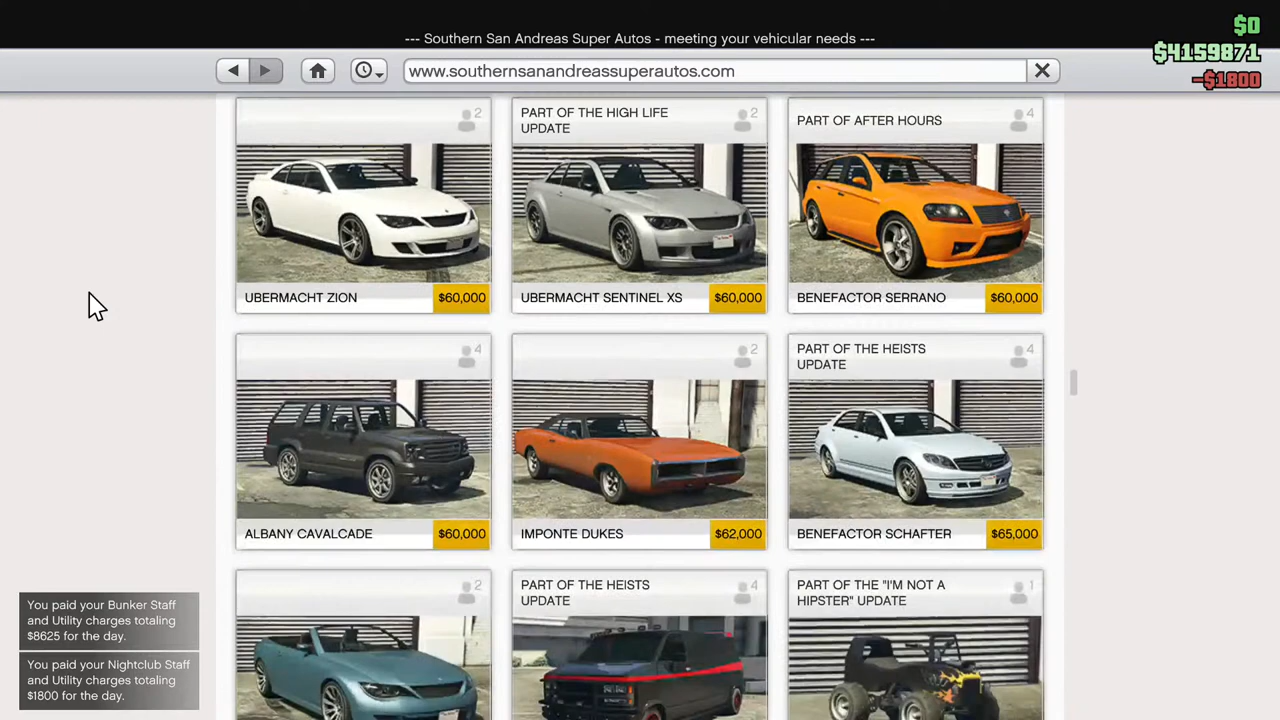 --- Southern San Andreas Super Autos - meeting your vehicular needs ---
$0
$4159871
-$1800
www.southernsanandreassuperautos.com
2
PART OF THE HIGH LIFE
UPDATE
2
PART OF AFTER HOURS
4
UBERMACHT ZION
$60,000
UBERMACHT SENTINEL XS
$60,000
BENEFACTOR SERRANO
$60,000
4
2
PART OF THE HEISTS
UPDATE
4
ALBANY CAVALCADE
$60,000
IMPONTE DUKES
$62,000
BENEFACTOR SCHAFTER
$65,000
2
PART OF THE HEISTS
UPDATE
4
PART OF THE "I'M NOT A
HIPSTER" UPDATE
1
You paid your Bunker Staff
and Utility charges totaling
$8625 for the day.
You paid your Nightclub Staff
and Utility charges totaling
$1800 for the day.